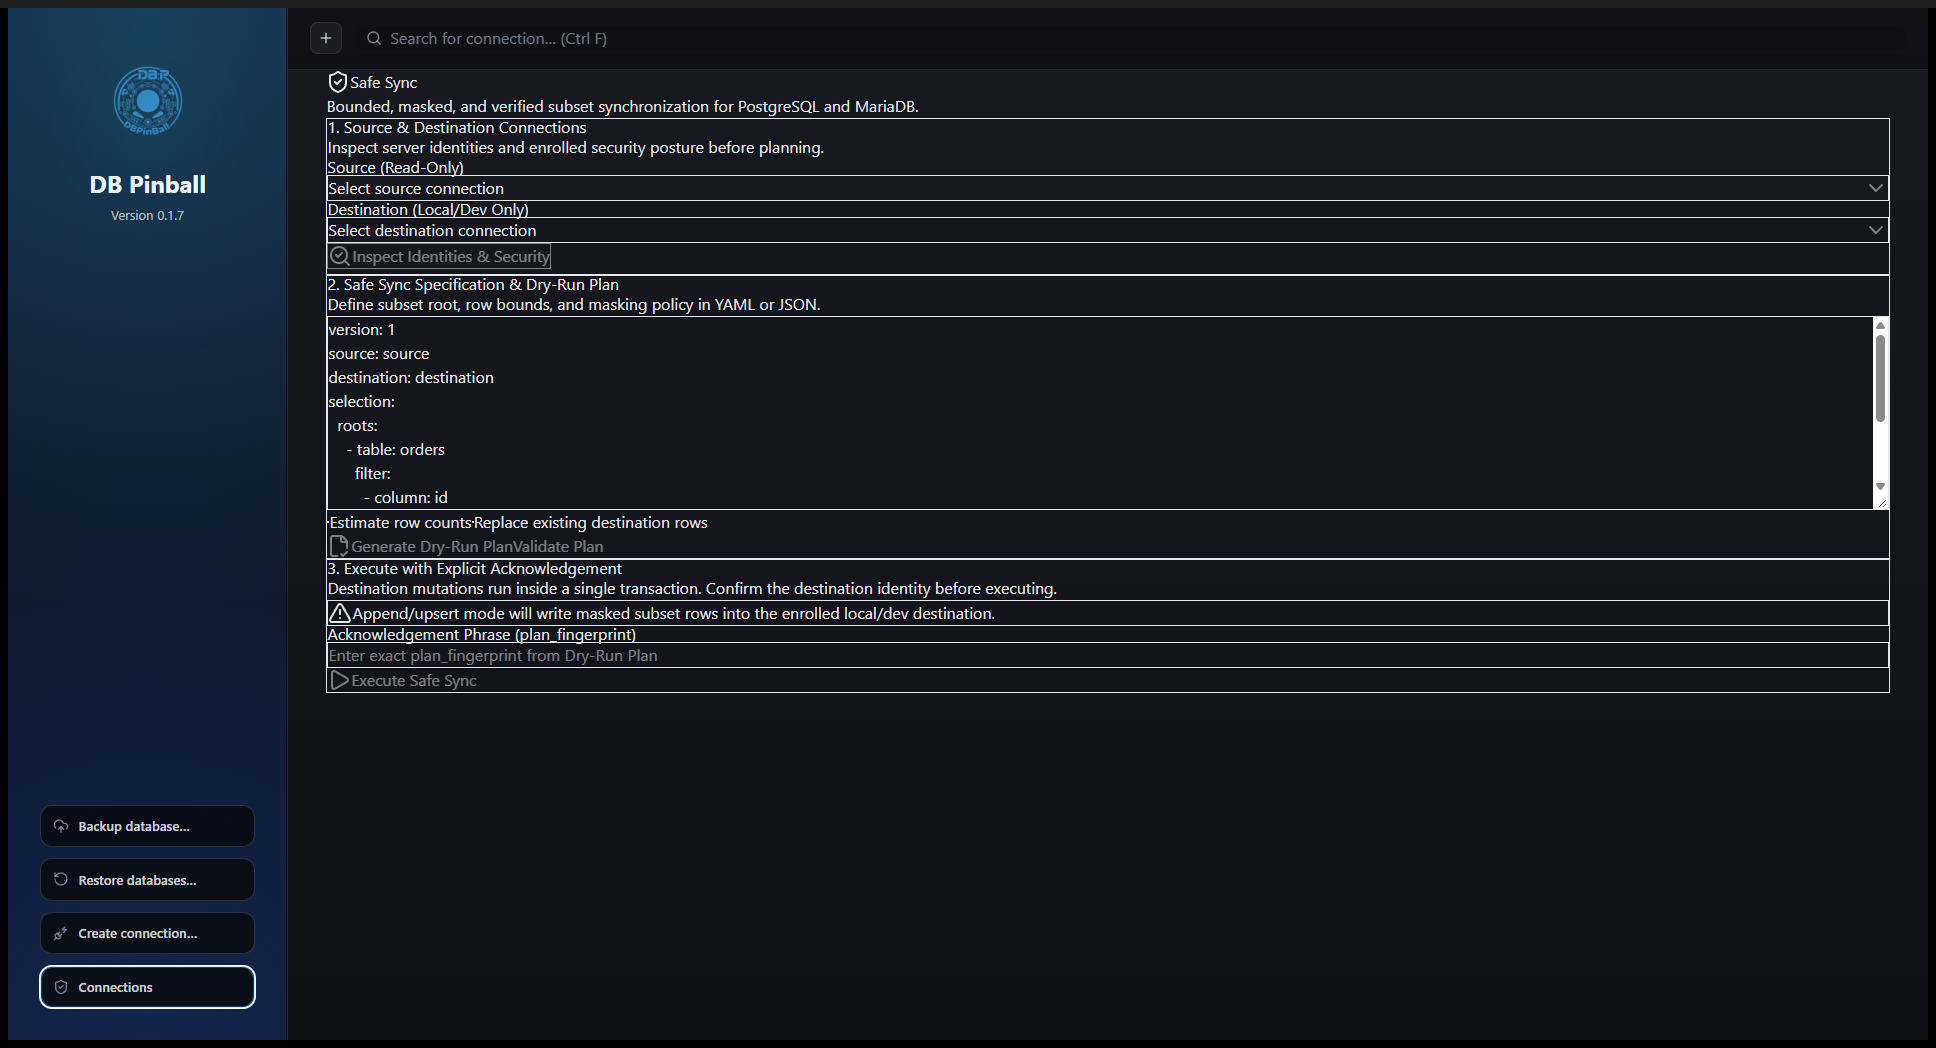 DBP
DBPinBall
DB Pinball
Version 0.1.7
Backup database...
Restore databases...
Create connection...
Connections
Search for connection... (Ctrl F)
Safe Sync
Bounded, masked, and verified subset synchronization for PostgreSQL and MariaDB.
1. Source & Destination Connections
Inspect server identities and enrolled security posture before planning.
Source (Read-Only)
Select source connection
Destination (Local/Dev Only)
Select destination connection
Inspect Identities & Security
2. Safe Sync Specification & Dry-Run Plan
Define subset root, row bounds, and masking policy in YAML or JSON.
version: 1
source: source
destination: destination
selection:
roots:
- table: orders
filter:
- column: id
Estimate row counts Replace existing destination rows
Generate Dry-Run Plan Validate Plan
3. Execute with Explicit Acknowledgement
Destination mutations run inside a single transaction. Confirm the destination identity before executing.
Append/upsert mode will write masked subset rows into the enrolled local/dev destination.
Acknowledgement Phrase (plan_fingerprint)
Enter exact plan_fingerprint from Dry-Run Plan
Execute Safe Sync